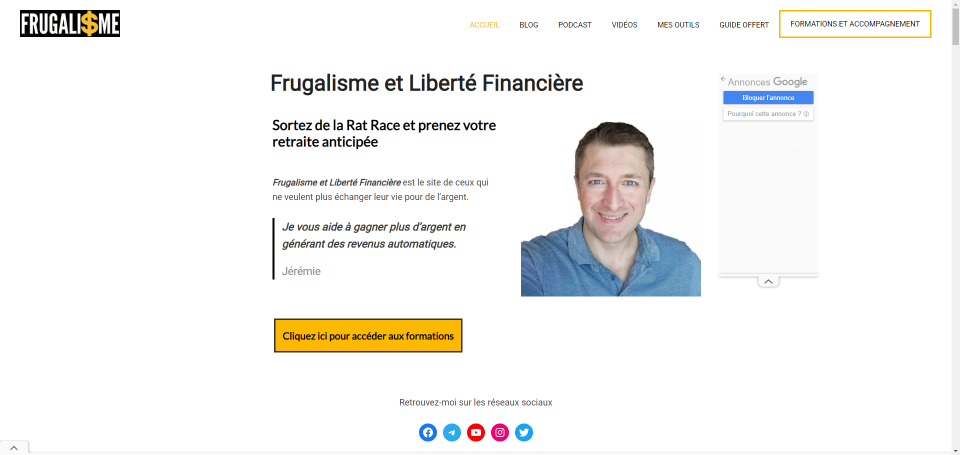 FRUGALI$ME
ACCUEIL
BLOG
PODCAST
VIDÉOS
MES OUTILS
GUIDE OFFERT
FORMATIONS ET ACCOMPAGNEMENT
Frugalisme et Liberté Financière
Sortez de la Rat Race et prenez votre
retraite anticipée
Frugalisme et Liberté Financière est le site de ceux qui
ne veulent plus échanger leur vie pour de l'argent.
Je vous aide à gagner plus d'argent en
générant des revenus automatiques.
Jérémie
Cliquez ici pour accéder aux formations
Annonces Google
Bloquer l'annonce
Pourquoi cette annonce ?
Retrouvez-moi sur les réseaux sociaux